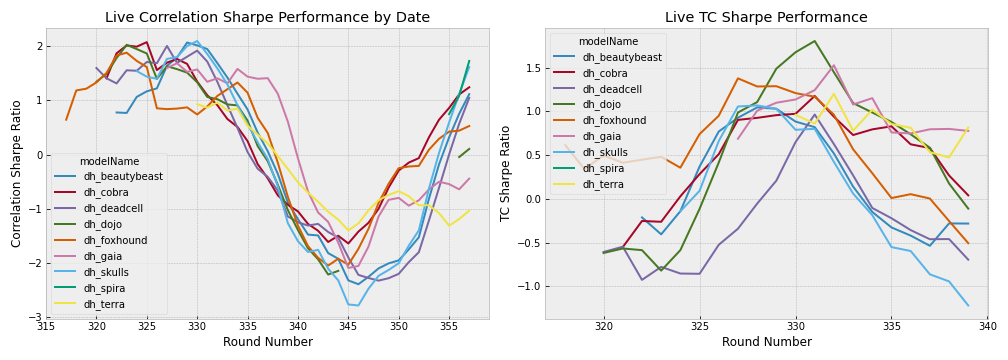 Live Correlation Sharpe Performance by Date
Correlation Sharpe Ratio
2
1
0
−1
−2
−3
modelName
dh_beautybeast
dh_cobra
dh_deadcell
dh_dojo
dh_foxhound
dh_gaia
dh_skulls
dh_spira
dh_terra
315 320 325 330 335 340 345 350 355
Round Number
Live TC Sharpe Performance
TC Sharpe Ratio
1.5
1.0
0.5
0.0
−0.5
−1.0
modelName
dh_beautybeast
dh_cobra
dh_deadcell
dh_dojo
dh_foxhound
dh_gaia
dh_skulls
dh_spira
dh_terra
320 325 330 335 340
Round Number